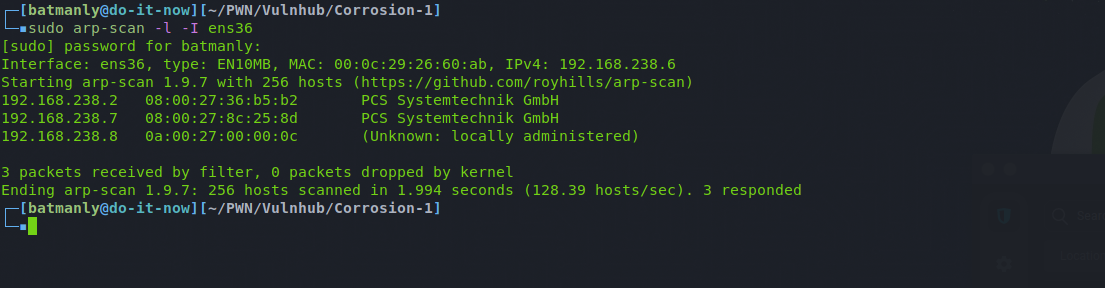 ┌─[batmanly@do-it-now][~/PWN/Vulnhub/Corrosion-1]
└─▪sudo arp-scan -l -I ens36
[sudo] password for batmanly:
Interface: ens36, type: EN10MB, MAC: 00:0c:29:26:60:ab, IPv4: 192.168.238.6
Starting arp-scan 1.9.7 with 256 hosts (https://github.com/royhills/arp-scan)
192.168.238.2   08:00:27:36:b5:b2       PCS Systemtechnik GmbH
192.168.238.7   08:00:27:8c:25:8d       PCS Systemtechnik GmbH
192.168.238.8   0a:00:27:00:00:0c       (Unknown: locally administered)
3 packets received by filter, 0 packets dropped by kernel
Ending arp-scan 1.9.7: 256 hosts scanned in 1.994 seconds (128.39 hosts/sec). 3 responded
┌─[batmanly@do-it-now][~/PWN/Vulnhub/Corrosion-1]
└─▪